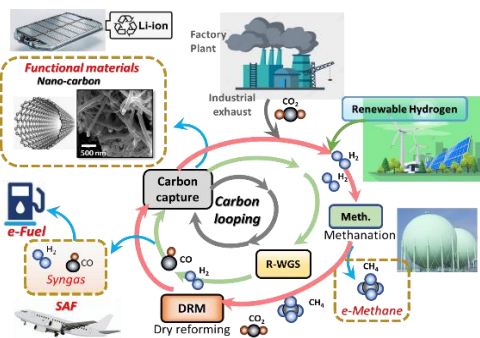 Li-ion
Functional materials
Nano-carbon
500 nm
Factory
Plant
Industrial
exhaust
CO2
Renewable Hydrogen
H2
H2
Carbon
capture
Carbon
looping
Meth.
Methanation
R-WGS
CO
H2
DRM
Dry reforming
CO2
CH4
CH4
e-Methane
e-Fuel
H2
CO
Syngas
SAF